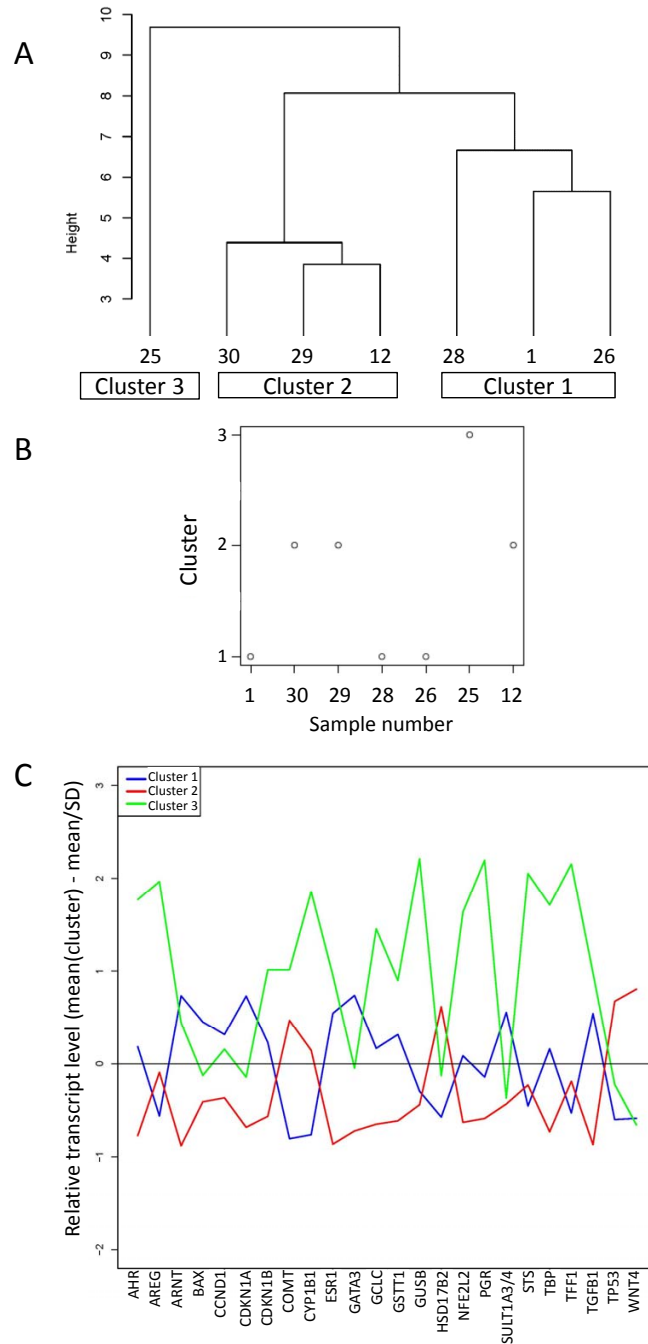 A
Height
10
9
8
7
6
5
4
3
25 30 29 12 28 1 26
Cluster 3 Cluster 2 Cluster 1
B
Cluster
3
2
1
1 30 29 28 26 25 12
Sample number
C
Relative transcript level (mean(cluster) - mean/SD)
Cluster 1
Cluster 2
Cluster 3
3
2
1
0
-1
-2
AHR
AREG
ARNT
BAX
CCND1
CDKN1A
CDKN1B
COMT
CYP1B1
ESR1
GATA3
GCLC
GSTT1
GUSB
HSD17B2
NFE2L2
PGR
SULT1A3/4
STS
TBP
TFF1
TGFB1
TP53
WNT4